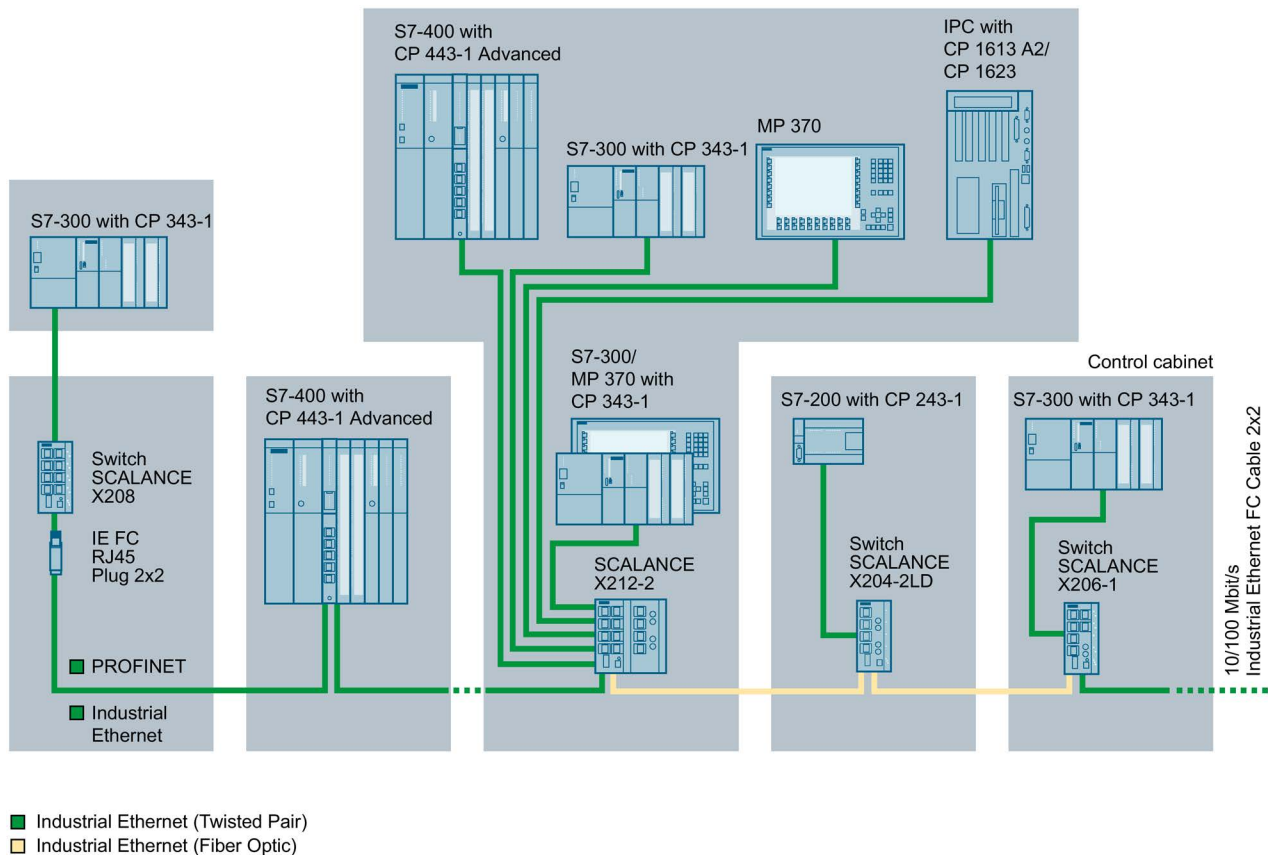 S7-400 with
CP 443-1 Advanced
IPC with
CP 1613 A2/
CP 1623
MP 370
S7-300 with CP 343-1
S7-300 with CP 343-1
S7-300/
MP 370 with
CP 343-1
Control cabinet
S7-400 with
CP 443-1 Advanced
S7-200 with CP 243-1
S7-300 with CP 343-1
Switch
SCALANCE
X208
IE FC
RJ45
Plug 2x2
SCALANCE
X212-2
Switch
SCALANCE
X204-2LD
Switch
SCALANCE
X206-1
10/100 Mbit/s
Industrial Ethernet FC Cable 2x2
PROFINET
Industrial
Ethernet
Industrial Ethernet (Twisted Pair)
Industrial Ethernet (Fiber Optic)